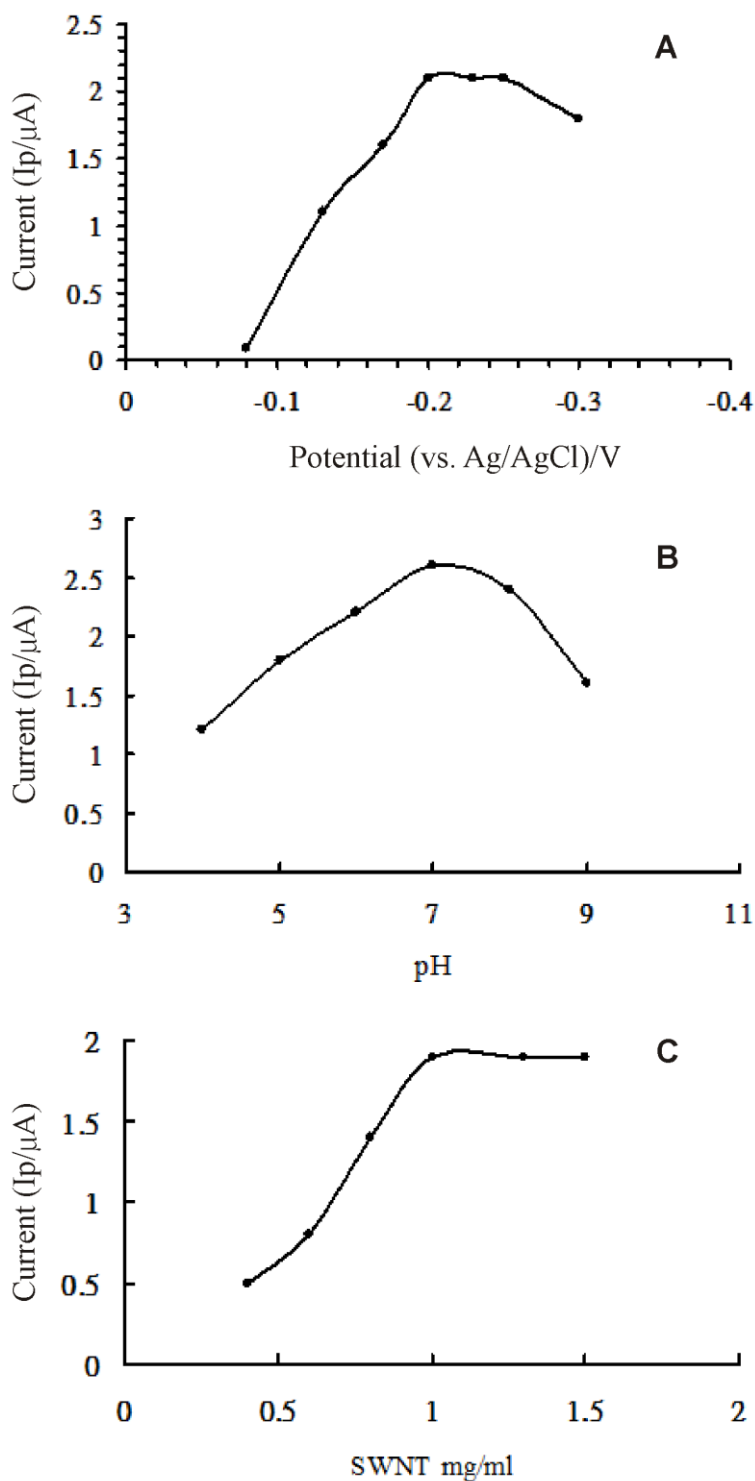 A
2.5
2
1.5
1
0.5
0
Current (Ip/μA)
0 -0.1 -0.2 -0.3 -0.4
Potential (vs. Ag/AgCl)/V
B
3
2.5
2
1.5
1
0.5
0
Current (Ip/μA)
3 5 7 9 11
pH
C
2
1.5
1
0.5
0
Current (Ip/μA)
0 0.5 1 1.5 2
SWNT mg/ml